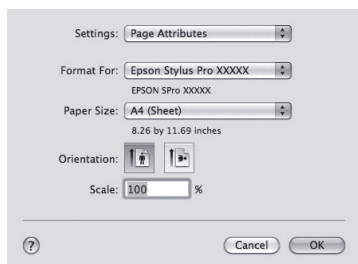 Settings: Page Attributes
Format For: Epson Stylus Pro XXXXX
EPSON SPro XXXXX
Paper Size: A4 (Sheet)
8.26 by 11.69 inches
Orientation:
Scale: 100 %
? Cancel OK